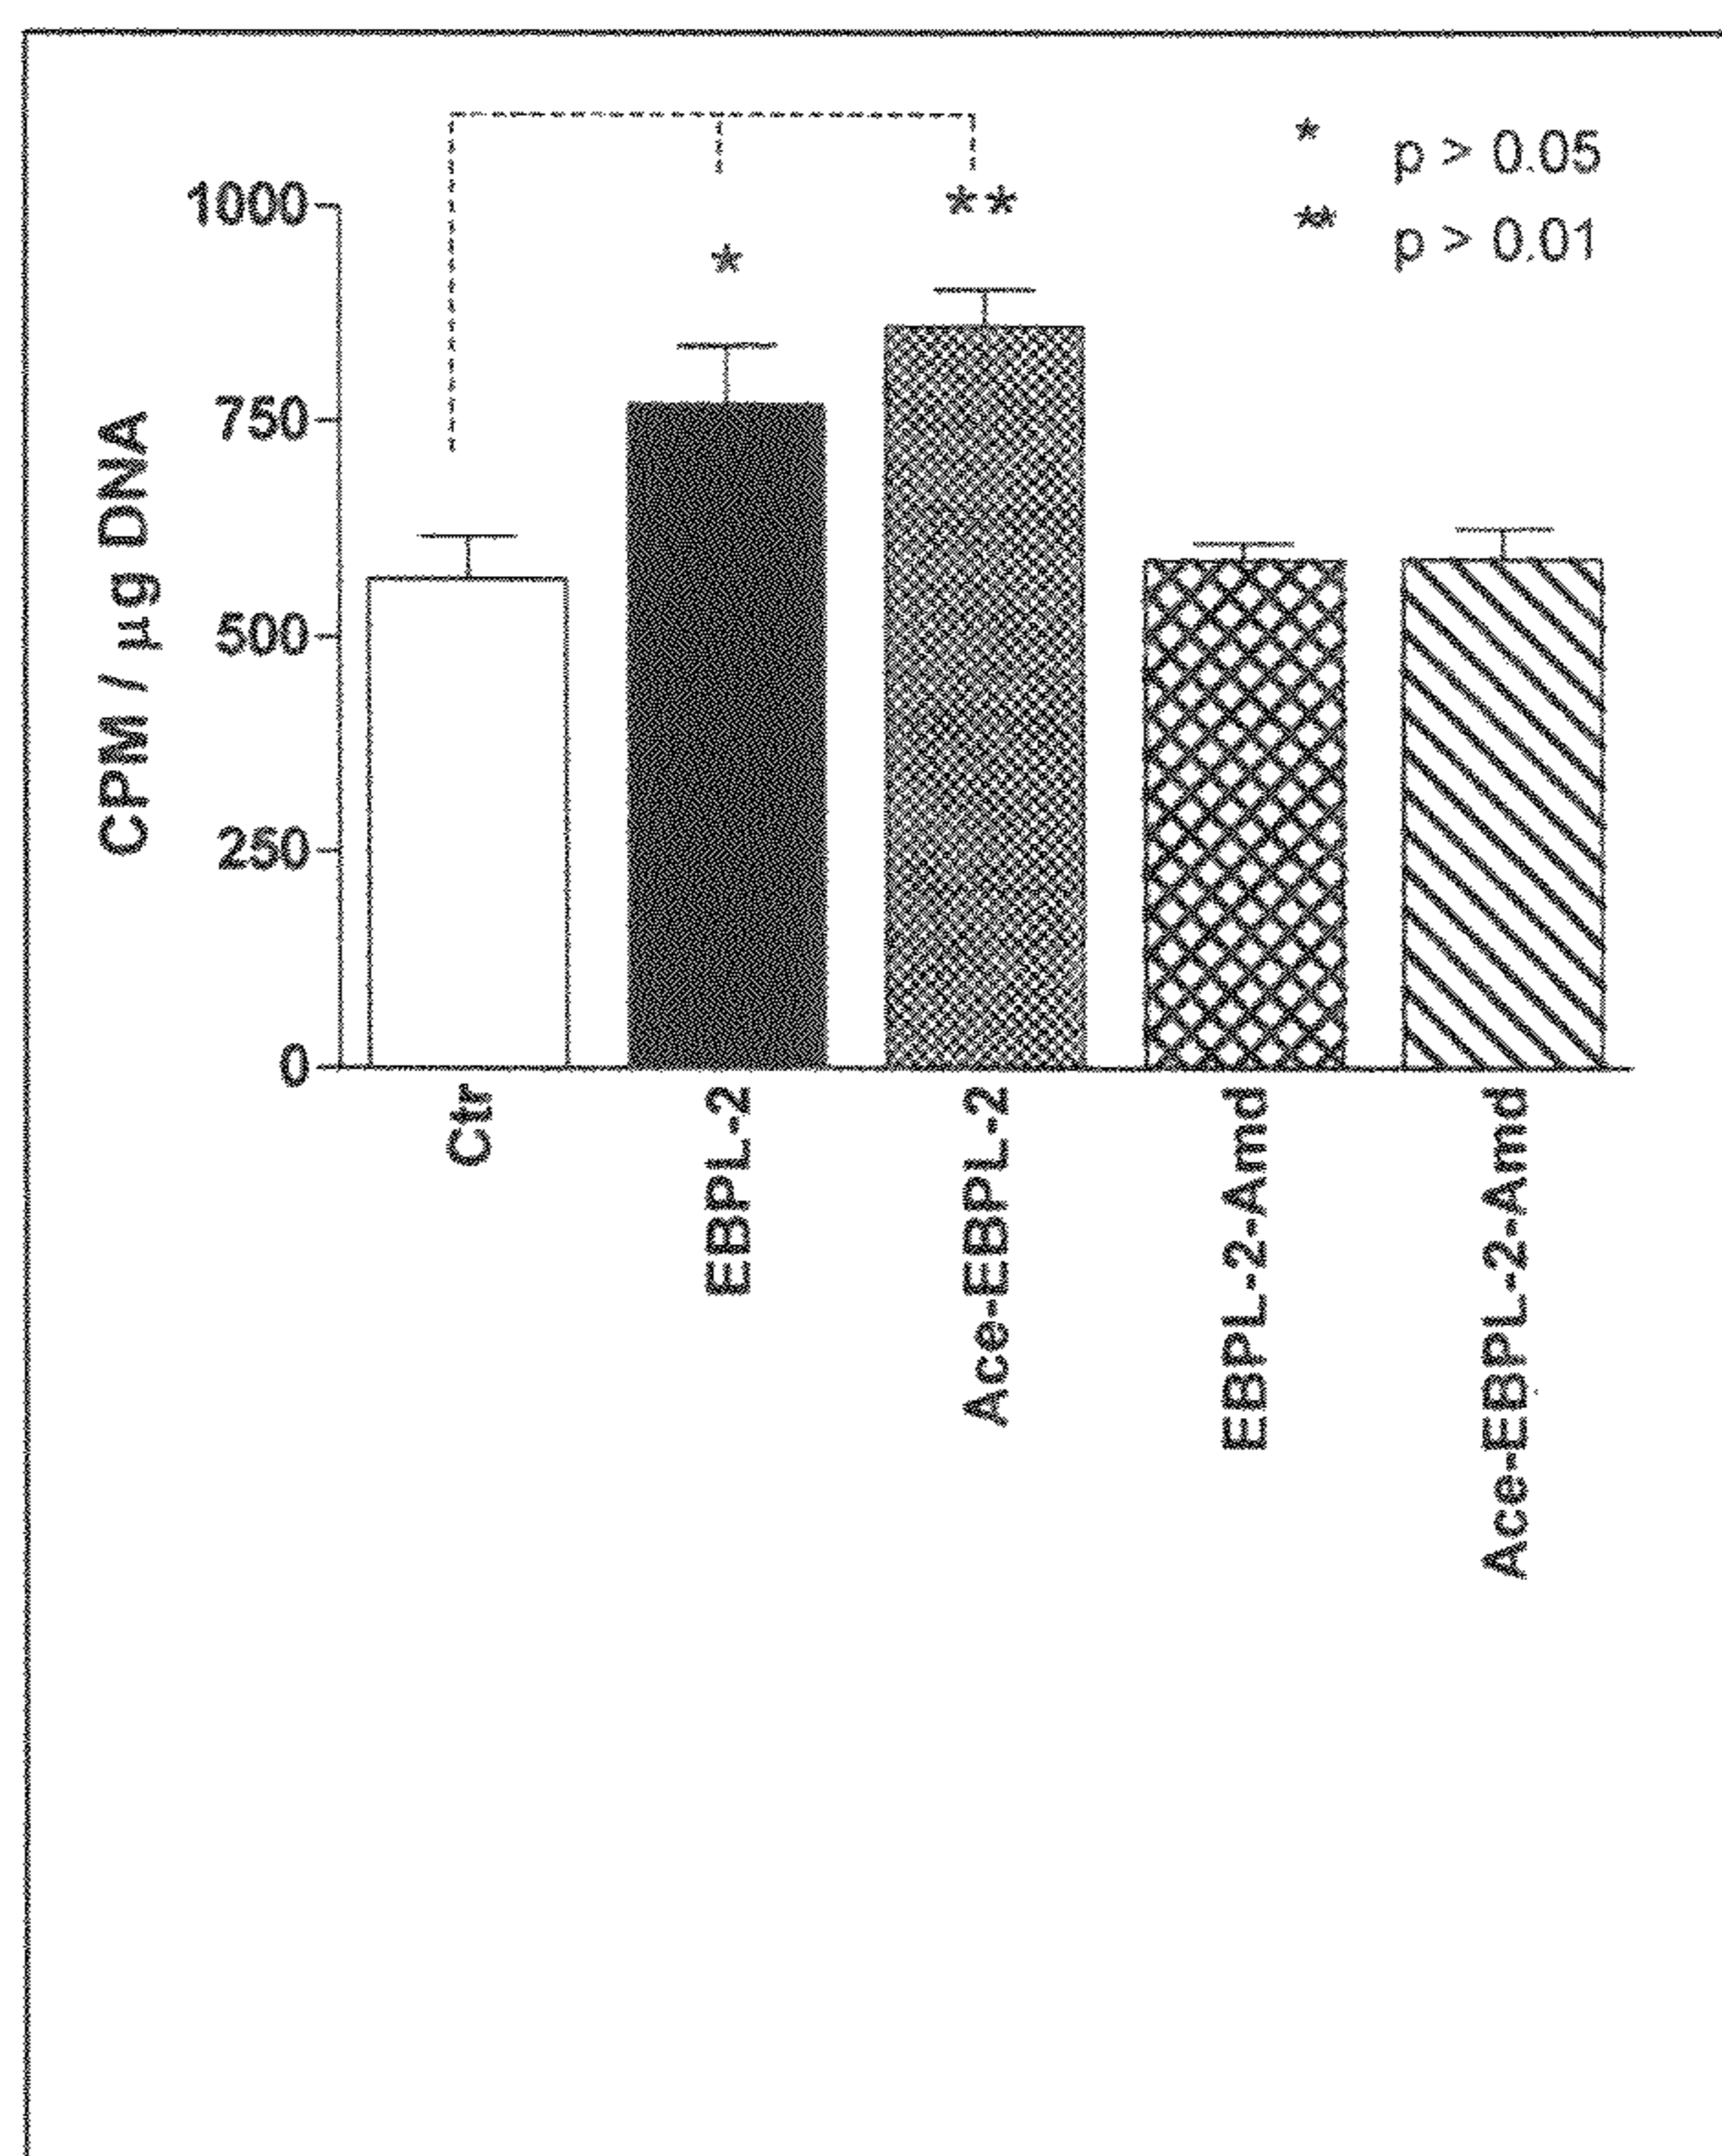 * p > 0.05
** p > 0.01
**
*
1000
750
500
250
0
CPM / µg DNA
Ctr
EBPL-2
Ace-EBPL-2
EBPL-2-Amd
Ace-EBPL-2-Amd